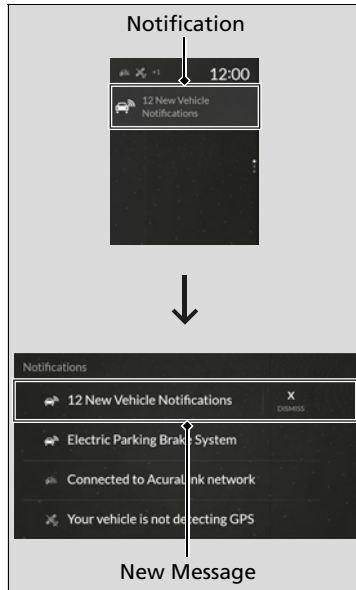 Notification
+1 12:00
12 New Vehicle
Notifications
Notifications
12 New Vehicle Notifications X
DISMISS
Electric Parking Brake System
Connected to AcuraLink network
Your vehicle is not detecting GPS
New Message